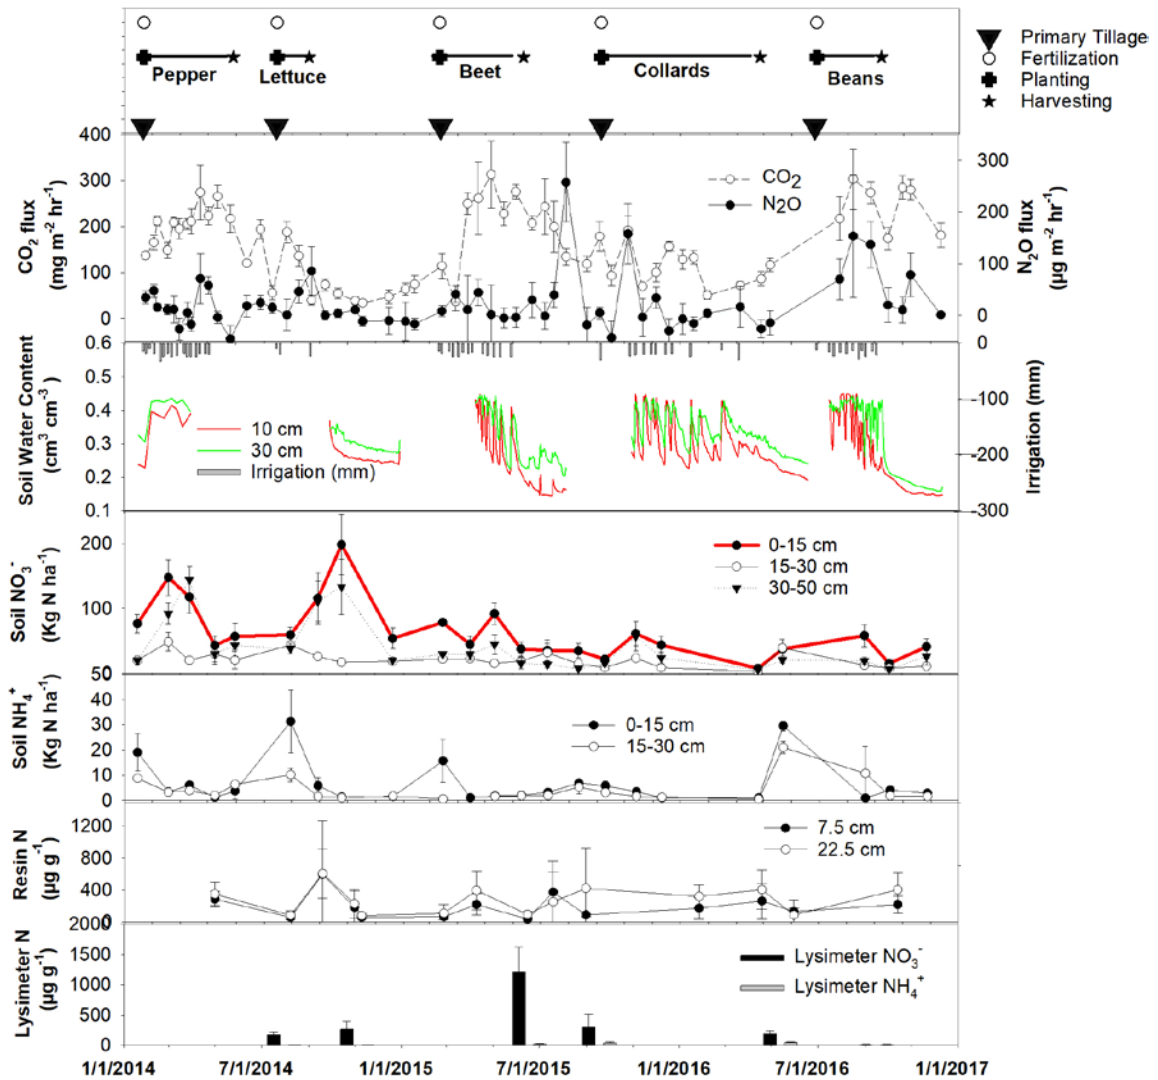 Primary Tillage
Fertilization
Planting
Harvesting
Pepper
Lettuce
Beet
Collards
Beans
400
300
200
100
0
CO2 flux
(mg m-2 hr-1)
CO2
N2O
300
200
100
0
N2O flux
(µg m-2 hr-1)
0.6
0.5
0.4
0.3
0.2
0.1
Soil Water Content
(cm3 cm-3)
10 cm
30 cm
Irrigation (mm)
0
-100
-200
-300
Irrigation (mm)
200
100
50
Soil NO3-
(Kg N ha-1)
0-15 cm
15-30 cm
30-50 cm
40
30
20
10
0
Soil NH4+
(Kg N ha-1)
0-15 cm
15-30 cm
1200
800
400
0
Resin N
(µg g-1)
7.5 cm
22.5 cm
2000
1500
1000
500
0
Lysimeter N
(µg g-1)
Lysimeter NO3-
Lysimeter NH4+
1/1/2014
7/1/2014
1/1/2015
7/1/2015
1/1/2016
7/1/2016
1/1/2017